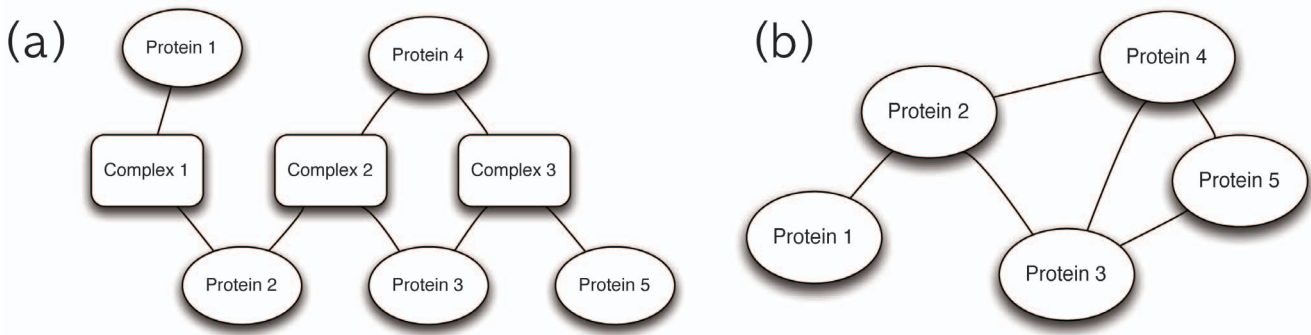 (a)
Protein 1
Protein 4
Complex 1
Complex 2
Complex 3
Protein 2
Protein 3
Protein 5
(b)
Protein 4
Protein 2
Protein 5
Protein 1
Protein 3